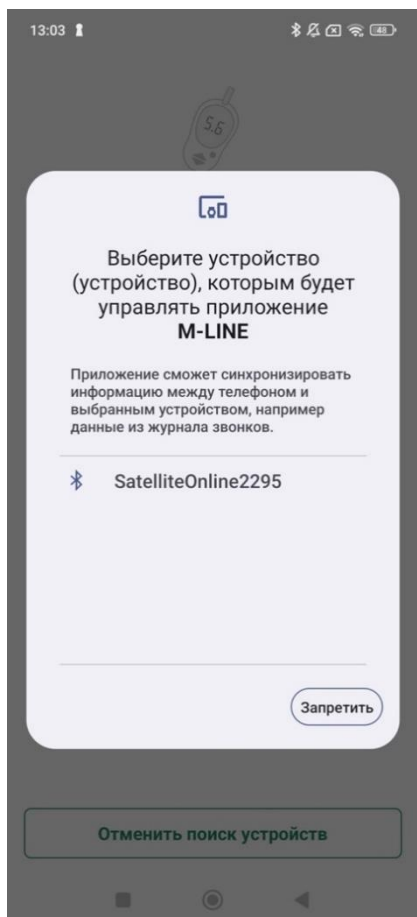 13:03
48
5.6
Выберите устройство
(устройство), которым будет
управлять приложение
M-LINE
Приложение сможет синхронизировать
информацию между телефоном и
выбранным устройством, например
данные из журнала звонков.
SatelliteOnline2295
Запретить
Отменить поиск устройств